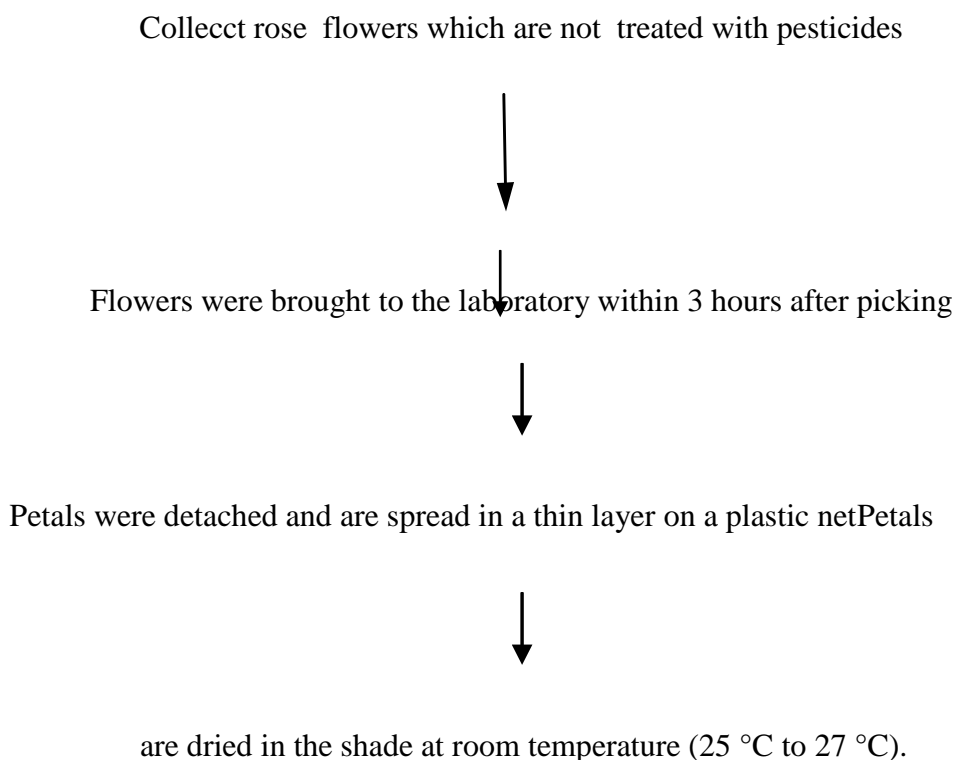 Collecct rose flowers which are not treated with pesticides
Flowers were brought to the laboratory within 3 hours after picking
Petals were detached and are spread in a thin layer on a plastic netPetals
are dried in the shade at room temperature (25 °C to 27 °C).